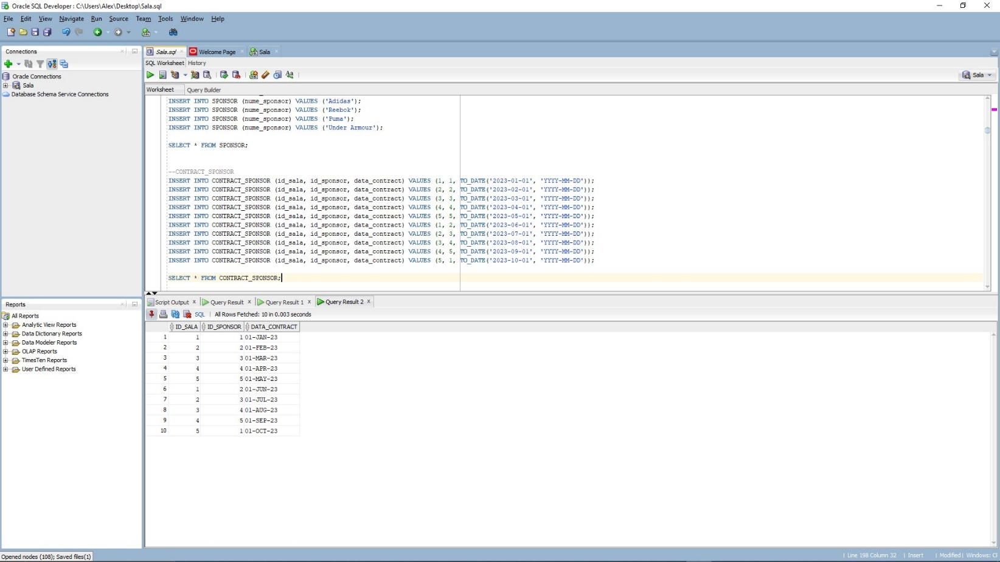 Oracle SQL Developer : C:\Users\Alex\Desktop\Sala.sql
File Edit View Navigate Run Source Team Tools Window Help
Connections
Oracle Connections
Sala
Database Schema Service Connections
Sala.sql Welcome Page Sala
SQL Worksheet History
Sala
Worksheet Query Builder
INSERT INTO SPONSOR (nume_sponsor) VALUES ('Adidas');
INSERT INTO SPONSOR (nume_sponsor) VALUES ('Reebok');
INSERT INTO SPONSOR (nume_sponsor) VALUES ('Puma');
INSERT INTO SPONSOR (nume_sponsor) VALUES ('Under Armour');
SELECT * FROM SPONSOR;
--CONTRACT_SPONSOR
INSERT INTO CONTRACT_SPONSOR (id_sala, id_sponsor, data_contract) VALUES (1, 1, TO_DATE('2023-01-01', 'YYYY-MM-DD'));
INSERT INTO CONTRACT_SPONSOR (id_sala, id_sponsor, data_contract) VALUES (2, 2, TO_DATE('2023-02-01', 'YYYY-MM-DD'));
INSERT INTO CONTRACT_SPONSOR (id_sala, id_sponsor, data_contract) VALUES (3, 3, TO_DATE('2023-03-01', 'YYYY-MM-DD'));
INSERT INTO CONTRACT_SPONSOR (id_sala, id_sponsor, data_contract) VALUES (4, 4, TO_DATE('2023-04-01', 'YYYY-MM-DD'));
INSERT INTO CONTRACT_SPONSOR (id_sala, id_sponsor, data_contract) VALUES (5, 5, TO_DATE('2023-05-01', 'YYYY-MM-DD'));
INSERT INTO CONTRACT_SPONSOR (id_sala, id_sponsor, data_contract) VALUES (1, 2, TO_DATE('2023-06-01', 'YYYY-MM-DD'));
INSERT INTO CONTRACT_SPONSOR (id_sala, id_sponsor, data_contract) VALUES (2, 3, TO_DATE('2023-07-01', 'YYYY-MM-DD'));
INSERT INTO CONTRACT_SPONSOR (id_sala, id_sponsor, data_contract) VALUES (3, 4, TO_DATE('2023-08-01', 'YYYY-MM-DD'));
INSERT INTO CONTRACT_SPONSOR (id_sala, id_sponsor, data_contract) VALUES (4, 5, TO_DATE('2023-09-01', 'YYYY-MM-DD'));
INSERT INTO CONTRACT_SPONSOR (id_sala, id_sponsor, data_contract) VALUES (5, 1, TO_DATE('2023-10-01', 'YYYY-MM-DD'));
SELECT * FROM CONTRACT_SPONSOR;
Reports
All Reports
Analytic View Reports
Data Dictionary Reports
Data Modeler Reports
OLAP Reports
TimesTen Reports
User Defined Reports
Script Output Query Result Query Result 1 Query Result 2
SQL All Rows Fetched: 10 in 0.003 seconds
ID_SALA ID_SPONSOR DATA_CONTRACT
1 1 1 01-JAN-23
2 2 2 01-FEB-23
3 3 3 01-MAR-23
4 4 4 01-APR-23
5 5 5 01-MAY-23
6 1 2 01-JUN-23
7 2 3 01-JUL-23
8 3 4 01-AUG-23
9 4 5 01-SEP-23
10 5 1 01-OCT-23
Opened nodes (108); Saved files(1)
Line 198 Column 32 Insert Modified Windows: